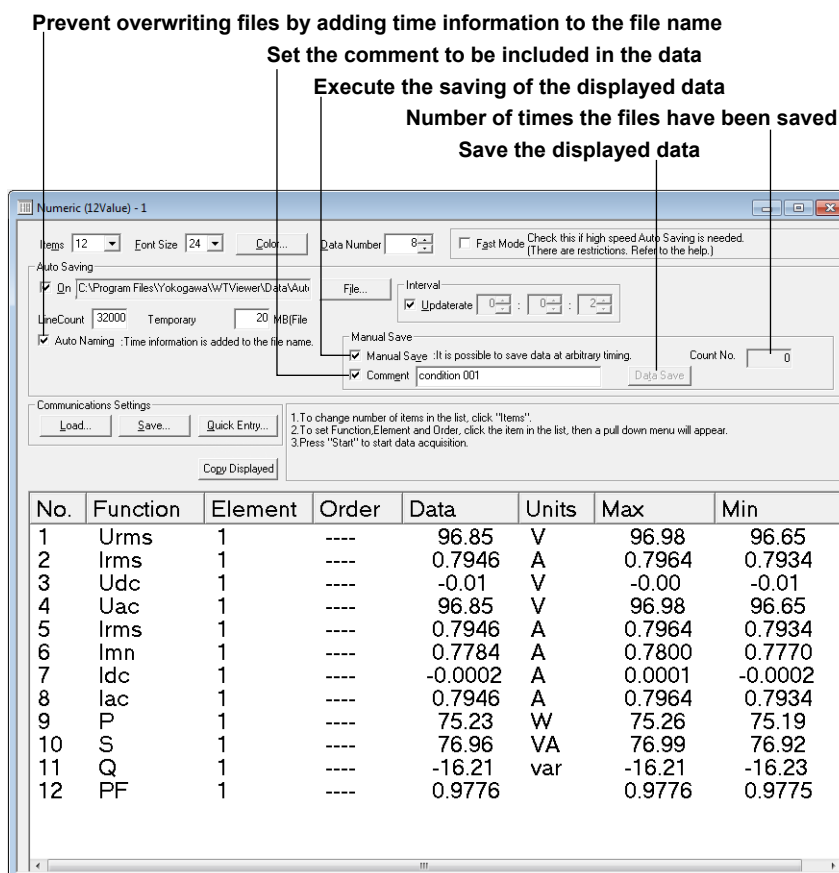 Prevent overwriting files by adding time information to the file name
Set the comment to be included in the data
Execute the saving of the displayed data
Number of times the files have been saved
Save the displayed data
Numeric (12Value) - 1
Items 12 Font Size 24 Color... Data Number 8 Fast Mode Check this if high speed Auto Saving is needed.
(There are restrictions. Refer to the help.)
Auto Saving
On C:\Program Files\Yokogawa\WTViewer\Data\Auto File... Interval
Updaterate 0 : 0 : 2
LineCount 32000 Temporary 20 MB(File
Auto Naming :Time information is added to the file name.
Manual Save
Manual Save :It is possible to save data at arbitrary timing. Count No. 0
Comment condition 001 Data Save
Communications Settings
Load... Save... Quick Entry...
1.To change number of items in the list, click "Items".
2.To set Function,Element and Order, click the item in the list, then a pull down menu will appear.
3.Press "Start" to start data acquisition.
Copy Displayed
No. Function Element Order Data Units Max Min
1 Urms 1 ---- 96.85 V 96.98 96.65
2 Irms 1 ---- 0.7946 A 0.7964 0.7934
3 Udc 1 ---- -0.01 V -0.00 -0.01
4 Uac 1 ---- 96.85 V 96.98 96.65
5 Irms 1 ---- 0.7946 A 0.7964 0.7934
6 Imn 1 ---- 0.7784 A 0.7800 0.7770
7 Idc 1 ---- -0.0002 A 0.0001 -0.0002
8 Iac 1 ---- 0.7946 A 0.7964 0.7934
9 P 1 ---- 75.23 W 75.26 75.19
10 S 1 ---- 76.96 VA 76.99 76.92
11 Q 1 ---- -16.21 var -16.21 -16.23
12 PF 1 ---- 0.9776 0.9776 0.9775